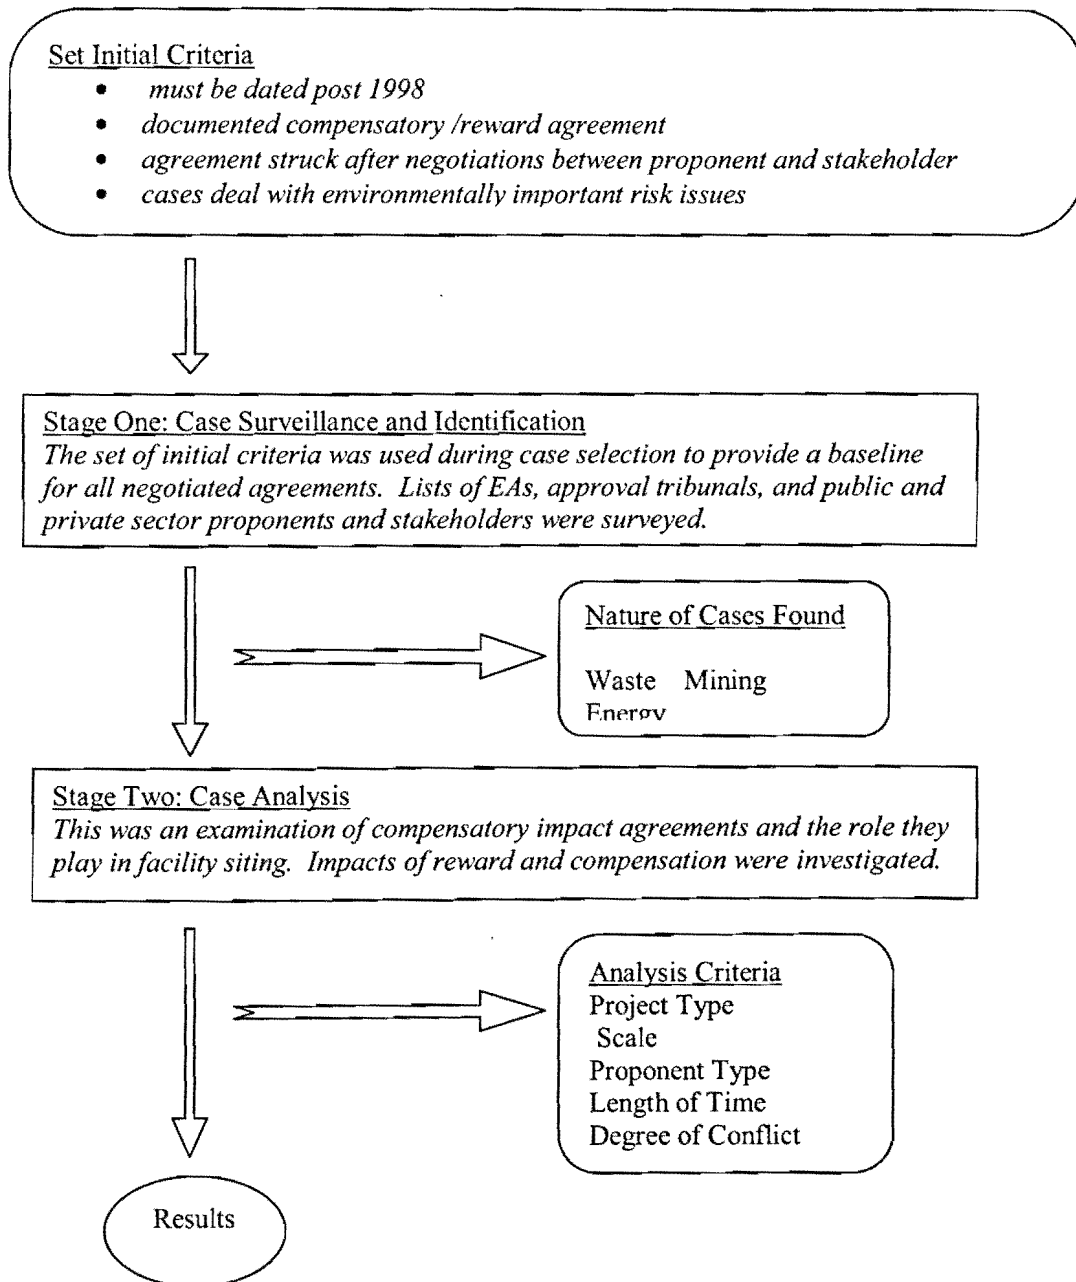 Set Initial Criteria
• must be dated post 1998
• documented compensatory /reward agreement
• agreement struck after negotiations between proponent and stakeholder
• cases deal with environmentally important risk issues
Stage One: Case Surveillance and Identification
The set of initial criteria was used during case selection to provide a baseline
for all negotiated agreements. Lists of EAs, approval tribunals, and public and
private sector proponents and stakeholders were surveyed.
Nature of Cases Found
Waste Mining
Energy
Stage Two: Case Analysis
This was an examination of compensatory impact agreements and the role they
play in facility siting. Impacts of reward and compensation were investigated.
Analysis Criteria
Project Type
Scale
Proponent Type
Length of Time
Degree of Conflict
Results